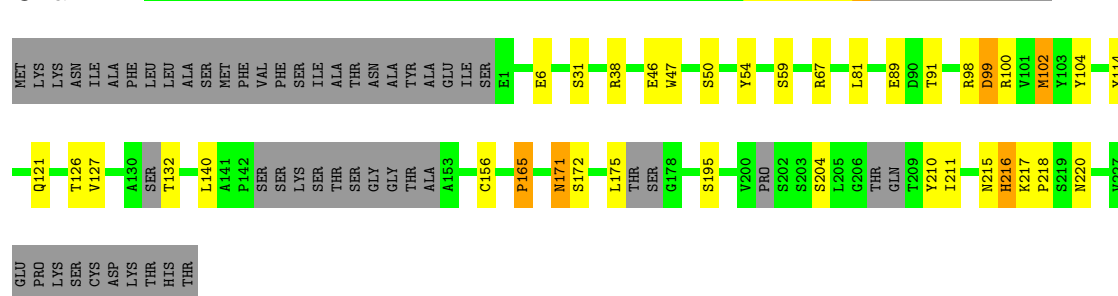 MET LYS LYS ASN ILE ALA PHE LEU LEU ALA SER MET PHE VAL PHE SER ILE ALA THR ASN ALA TYR ALA GLU ILE SER E1 E6 S31 R38 E46 W47 S50 Y54 S59 R67 L81 E89 D90 T91 R98 D99 R100 V101 M102 Y103 Y104
Q121 T126 V127 A130 SER T132 L140 A141 P142 SER SER LYS SER THR SER GLY GLY THR ALA A153 C156 P165 N171 S172 L175 THR SER G178 S195 V200 PRO S202 S203 S204 L205 G206 THR GLN T209 Y210 I211 N215 H216 K217 P218 S219 N220
GLU PRO LYS SER CYS ASP LYS THR HIS THR